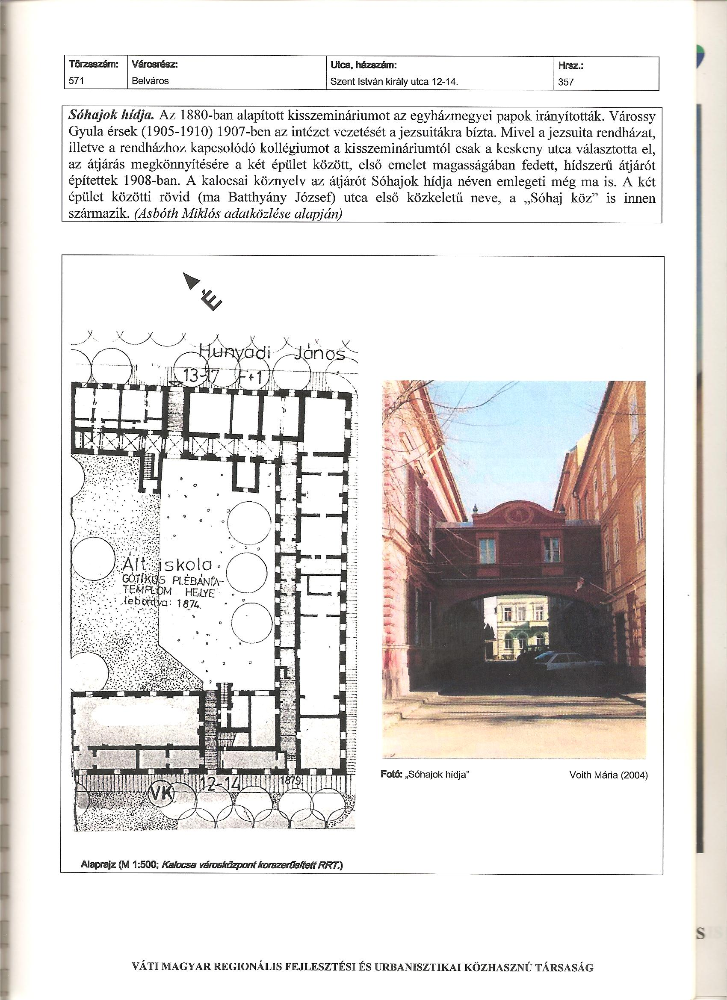 Törzsszám: Városrész: Utca, házszám: Hrsz.:
571 Belváros Szent István király utca 12-14. 357
Sóhajok hídja. Az 1880-ban alapított kisszemináriumot az egyházmegyei papok irányították. Várossy
Gyula érsek (1905-1910) 1907-ben az intézet vezetését a jezsuitákra bízta. Mivel a jezsuita rendházat,
illetve a rendházhoz kapcsolódó kollégiumot a kisszemináriumtól csak a keskeny utca választotta el,
az átjárás megkönnyítésére a két épület között, első emelet magasságában fedett, hídszerű átjárót
építettek 1908-ban. A kalocsai köznyelv az átjárót Sóhajok hídja néven emlegeti még ma is. A két
épület közötti rövid (ma Batthyány József) utca első közkeletű neve, a „Sóhaj köz” is innen
származik. (Asbóth Miklós adatközlése alapján)
É
Hunyadi János
13-17 F+1
Ált. iskola
GÓTIKUS PLÉBÁNIA-
TEMPLOM HELYE
lebontva: 1874.
12-14 1879.
VK
Fotó: „Sóhajok hídja” Voith Mária (2004)
Alaprajz (M 1:500; Kalocsa városközpont korszerűsített RRT.)
S
VÁTI MAGYAR REGIONÁLIS FEJLESZTÉSI ÉS URBANISZTIKAI KÖZHASZNÚ TÁRSASÁG